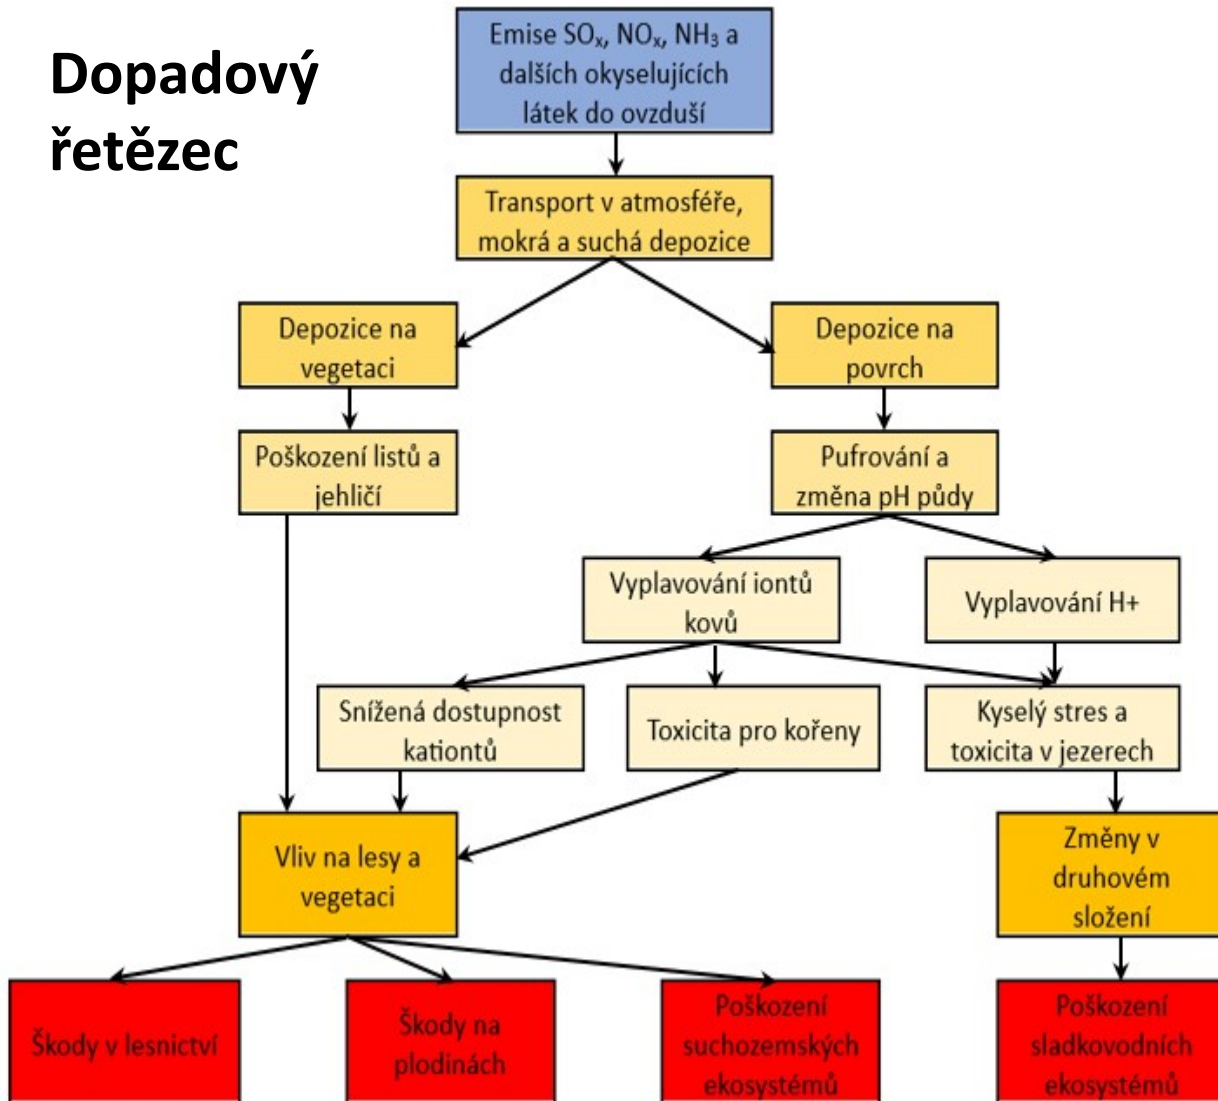 Dopadový
řetězec
Emise SOₓ, NOₓ, NH₃ a
dalších okyselujících
látek do ovzduší
Transport v atmosféře,
mokrá a suchá depozice
Depozice na
vegetaci
Depozice na
povrch
Poškození listů a
jehličí
Pufrování a
změna pH půdy
Vyplavování iontů
kovů
Vyplavování H+
Snížená dostupnost
kationtů
Toxicita pro kořeny
Kyselý stres a
toxicita v jezerech
Vliv na lesy a
vegetaci
Změny v
druhovém
složení
Škody v lesnictví
Škody na
plodinách
Poškození
suchozemských
ekosystémů
Poškození
sladkovodních
ekosystémů